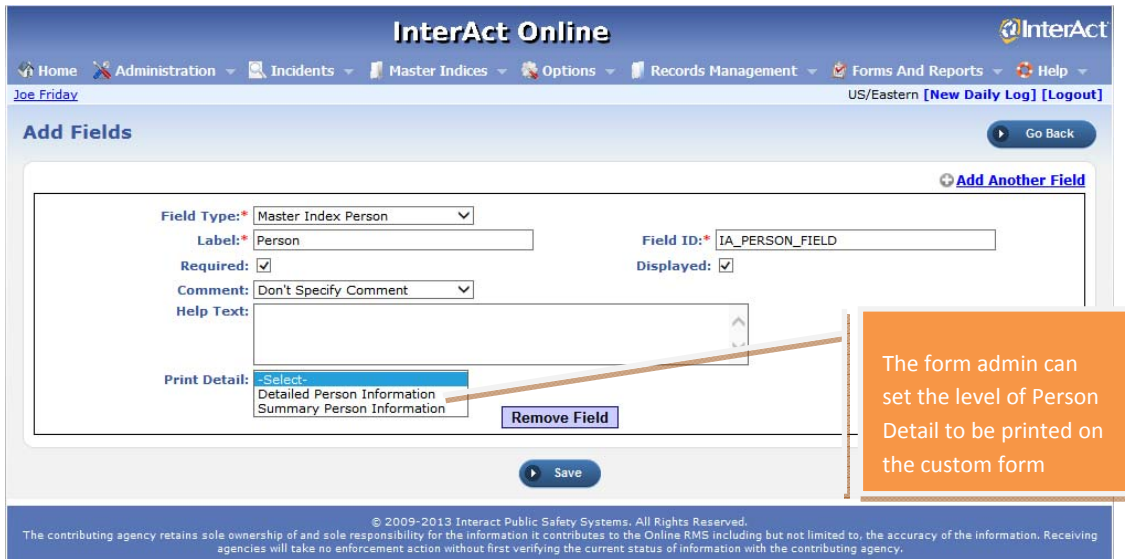 InterAct Online
InterAct
Home Administration Incidents Master Indices Options Records Management Forms And Reports Help
Joe Friday US/Eastern [New Daily Log] [Logout]
Add Fields Go Back
Add Another Field
Field Type:* Master Index Person
Label:* Person Field ID:* IA_PERSON_FIELD
Required: Displayed:
Comment: Don't Specify Comment
Help Text:
Print Detail: -Select-
Detailed Person Information
Summary Person Information
Remove Field
The form admin can
set the level of Person
Detail to be printed on
the custom form
Save
© 2009-2013 Interact Public Safety Systems. All Rights Reserved.
The contributing agency retains sole ownership of and sole responsibility for the information it contributes to the Online RMS including but not limited to, the accuracy of the information. Receiving
agencies will take no enforcement action without first verifying the current status of information with the contributing agency.